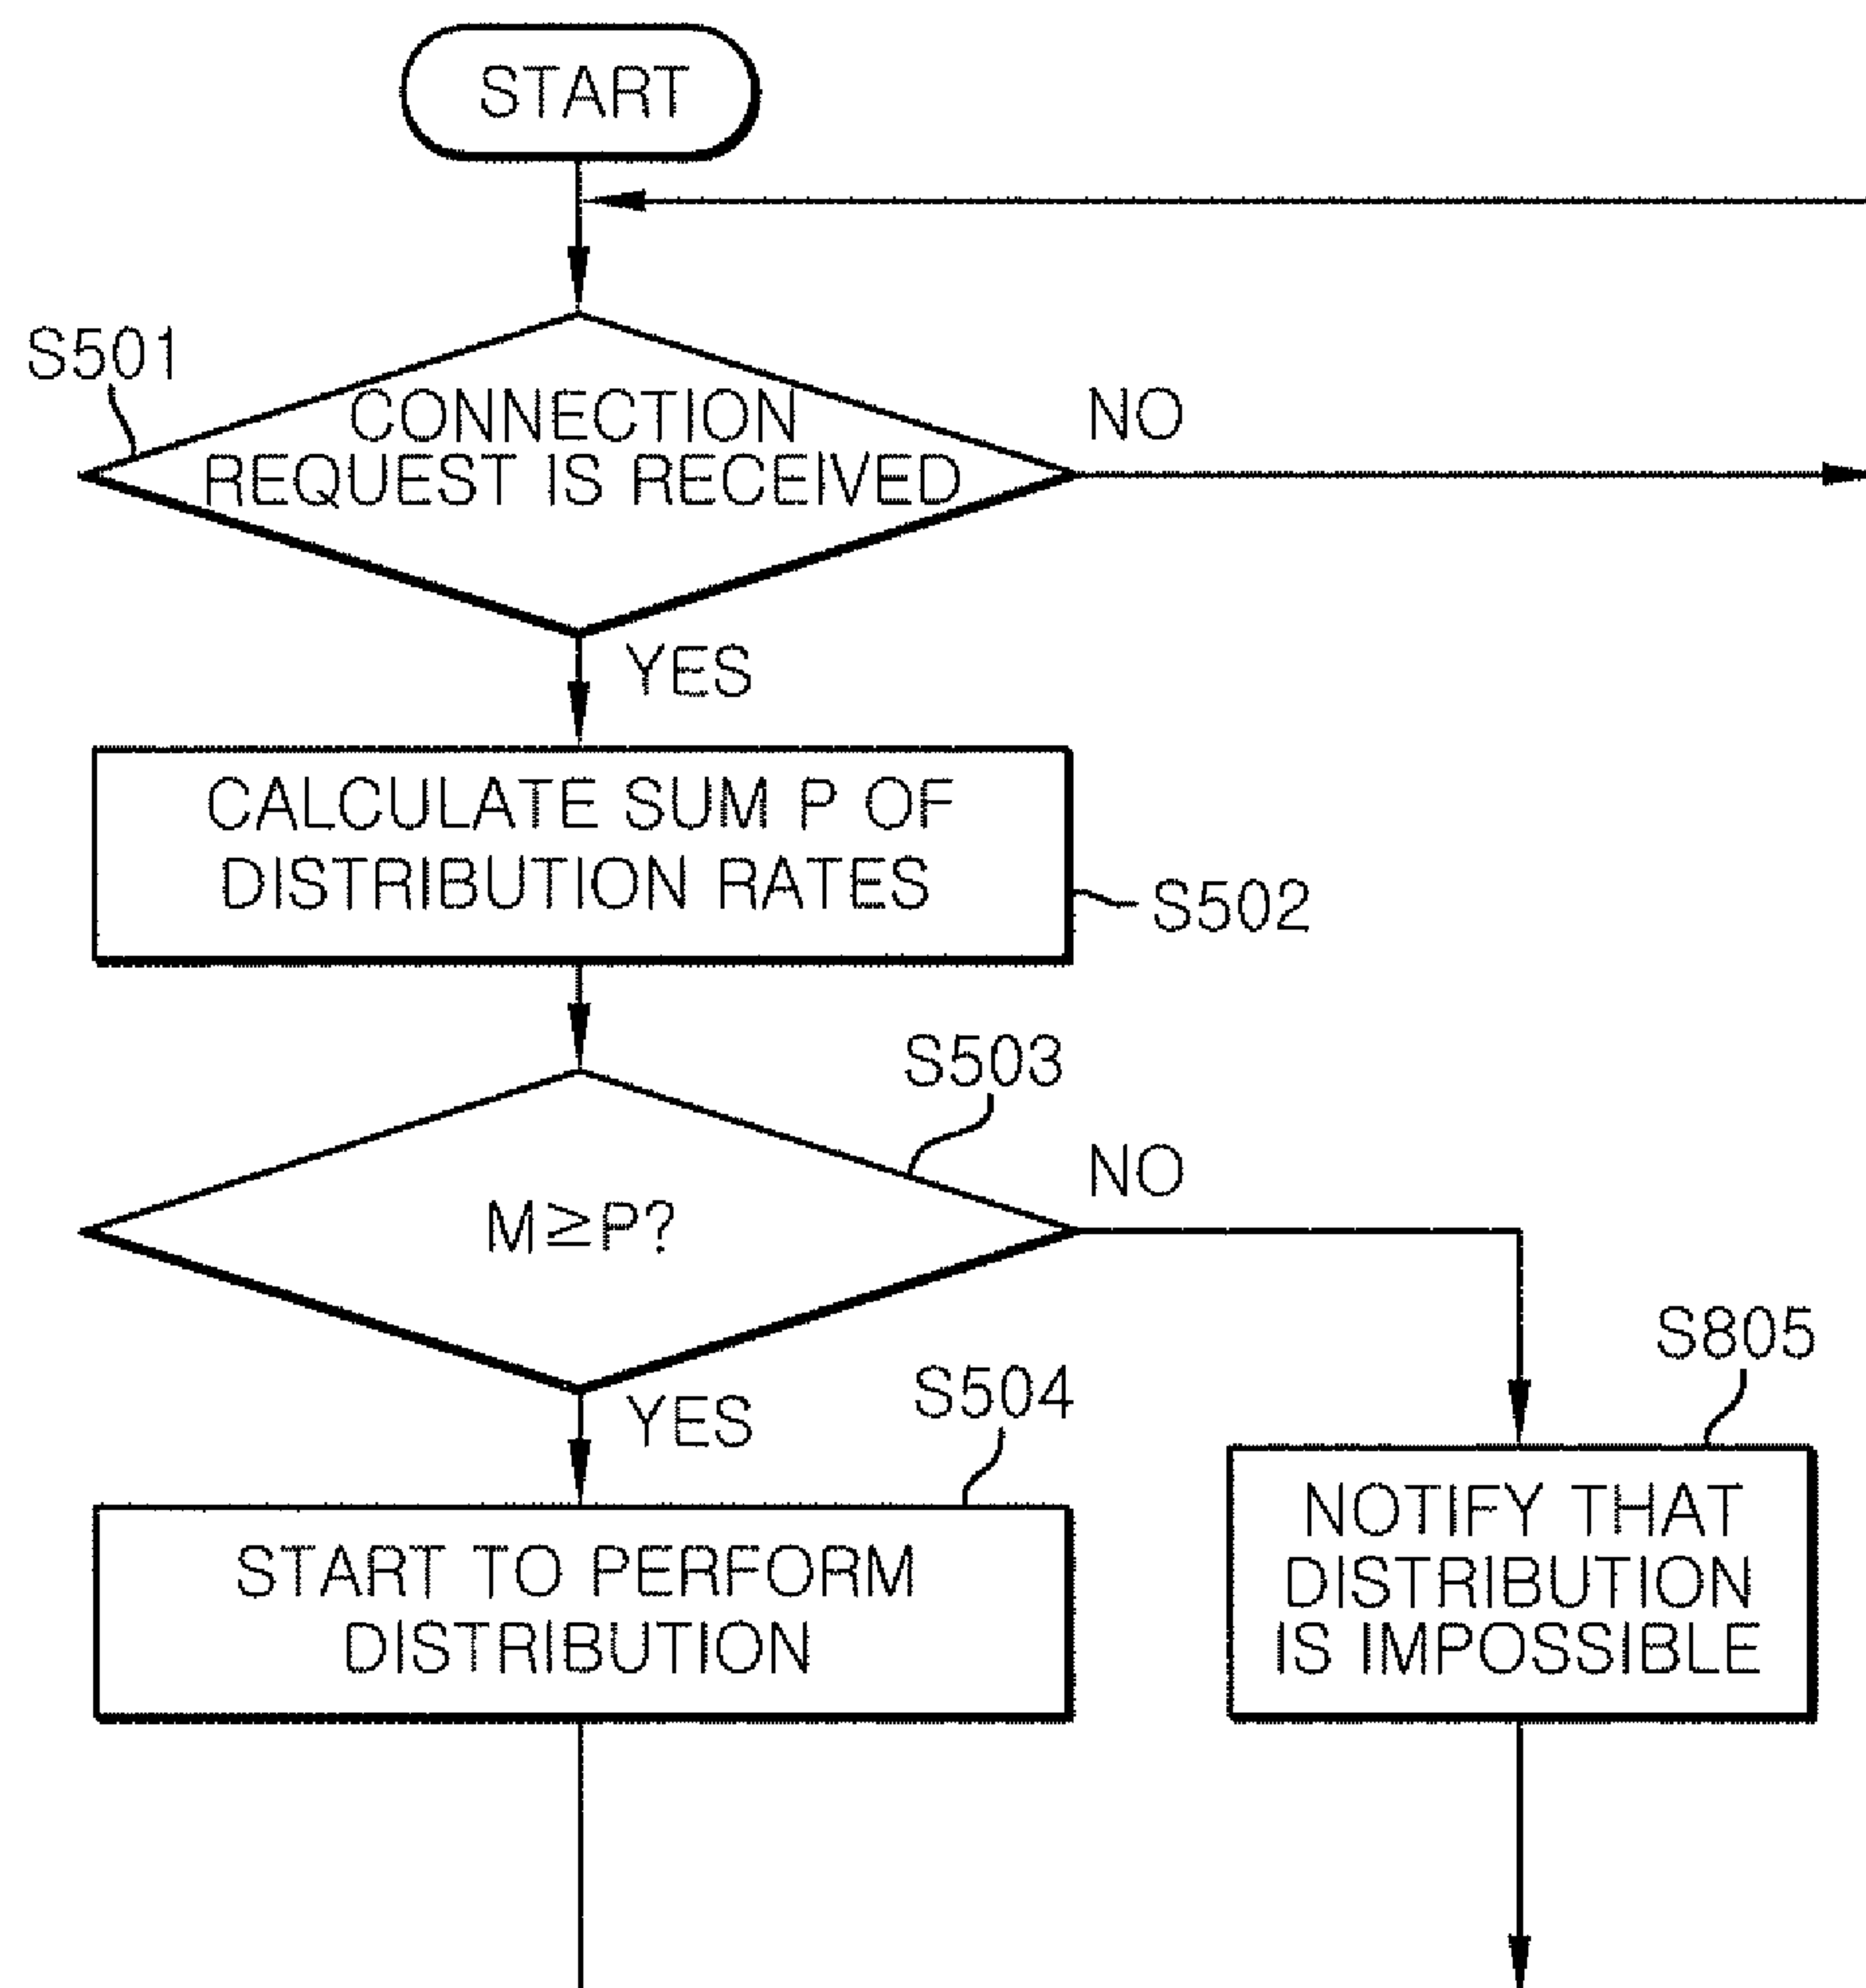 START
S501
CONNECTION
REQUEST IS RECEIVED
NO
YES
CALCULATE SUM P OF
DISTRIBUTION RATES
S502
S503
M≧P?
NO
YES
S504
START TO PERFORM
DISTRIBUTION
S805
NOTIFY THAT
DISTRIBUTION
IS IMPOSSIBLE